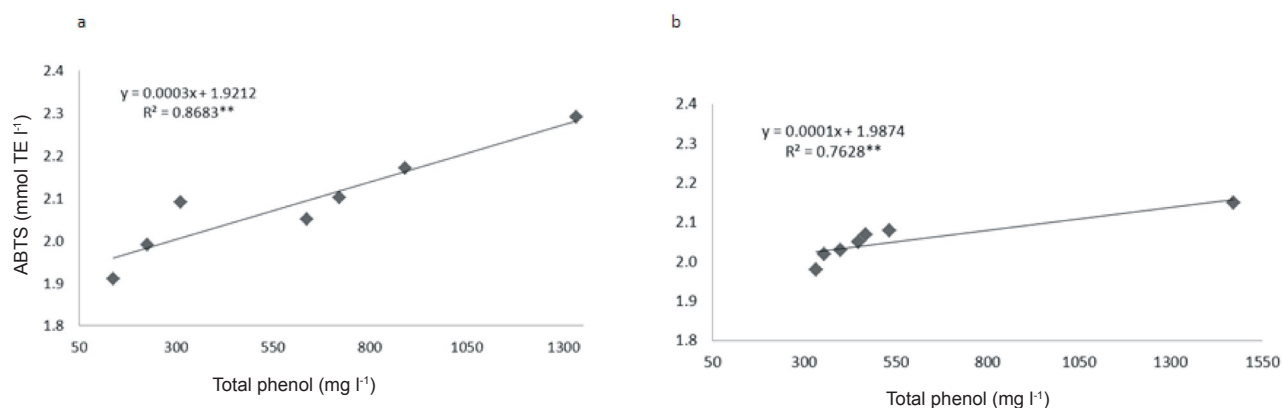 a
ABTS (mmol TE l⁻¹)
2.4
2.3
2.2
2.1
2.0
1.9
1.8
y = 0.0003x + 1.9212
R² = 0.8683**
50 300 550 800 1050 1300
Total phenol (mg l⁻¹)
b
2.4
2.3
2.2
2.1
2.0
1.9
1.8
y = 0.0001x + 1.9874
R² = 0.7628**
50 300 550 800 1050 1300 1550
Total phenol (mg l⁻¹)